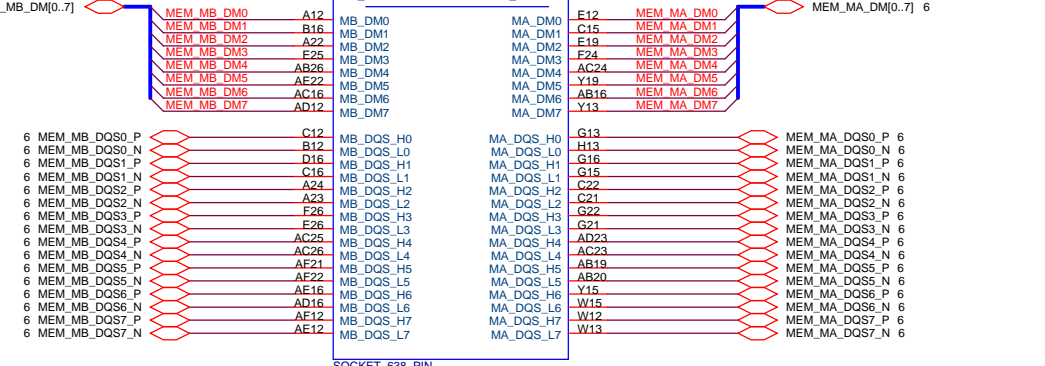 _MB_DM[0..7] MEM_MA_DM[0..7] 6
MEM_MB_DM0 A12 MB_DM0 MA_DM0 E12 MEM_MA_DM0
MEM_MB_DM1 B16 MB_DM1 MA_DM1 C15 MEM_MA_DM1
MEM_MB_DM2 A22 MB_DM2 MA_DM2 E19 MEM_MA_DM2
MEM_MB_DM3 E25 MB_DM3 MA_DM3 F24 MEM_MA_DM3
MEM_MB_DM4 AB26 MB_DM4 MA_DM4 AC24 MEM_MA_DM4
MEM_MB_DM5 AE22 MB_DM5 MA_DM5 Y19 MEM_MA_DM5
MEM_MB_DM6 AC16 MB_DM6 MA_DM6 AB16 MEM_MA_DM6
MEM_MB_DM7 AD12 MB_DM7 MA_DM7 Y13 MEM_MA_DM7
6 MEM_MB_DQS0_P C12 MB_DQS_H0 MA_DQS_H0 G13 MEM_MA_DQS0_P 6
6 MEM_MB_DQS0_N B12 MB_DQS_L0 MA_DQS_L0 H13 MEM_MA_DQS0_N 6
6 MEM_MB_DQS1_P D16 MB_DQS_H1 MA_DQS_H1 G16 MEM_MA_DQS1_P 6
6 MEM_MB_DQS1_N C16 MB_DQS_L1 MA_DQS_L1 G15 MEM_MA_DQS1_N 6
6 MEM_MB_DQS2_P A24 MB_DQS_H2 MA_DQS_H2 C22 MEM_MA_DQS2_P 6
6 MEM_MB_DQS2_N A23 MB_DQS_L2 MA_DQS_L2 C21 MEM_MA_DQS2_N 6
6 MEM_MB_DQS3_P F26 MB_DQS_H3 MA_DQS_H3 G22 MEM_MA_DQS3_P 6
6 MEM_MB_DQS3_N E26 MB_DQS_L3 MA_DQS_L3 G21 MEM_MA_DQS3_N 6
6 MEM_MB_DQS4_P AC25 MB_DQS_H4 MA_DQS_H4 AD23 MEM_MA_DQS4_P 6
6 MEM_MB_DQS4_N AC26 MB_DQS_L4 MA_DQS_L4 AC23 MEM_MA_DQS4_N 6
6 MEM_MB_DQS5_P AF21 MB_DQS_H5 MA_DQS_H5 AB19 MEM_MA_DQS5_P 6
6 MEM_MB_DQS5_N AF22 MB_DQS_L5 MA_DQS_L5 AB20 MEM_MA_DQS5_N 6
6 MEM_MB_DQS6_P AE16 MB_DQS_H6 MA_DQS_H6 Y15 MEM_MA_DQS6_P 6
6 MEM_MB_DQS6_N AD16 MB_DQS_L6 MA_DQS_L6 W15 MEM_MA_DQS6_N 6
6 MEM_MB_DQS7_P AF12 MB_DQS_H7 MA_DQS_H7 W12 MEM_MA_DQS7_P 6
6 MEM_MB_DQS7_N AE12 MB_DQS_L7 MA_DQS_L7 W13 MEM_MA_DQS7_N 6
SOCKET_638_PIN